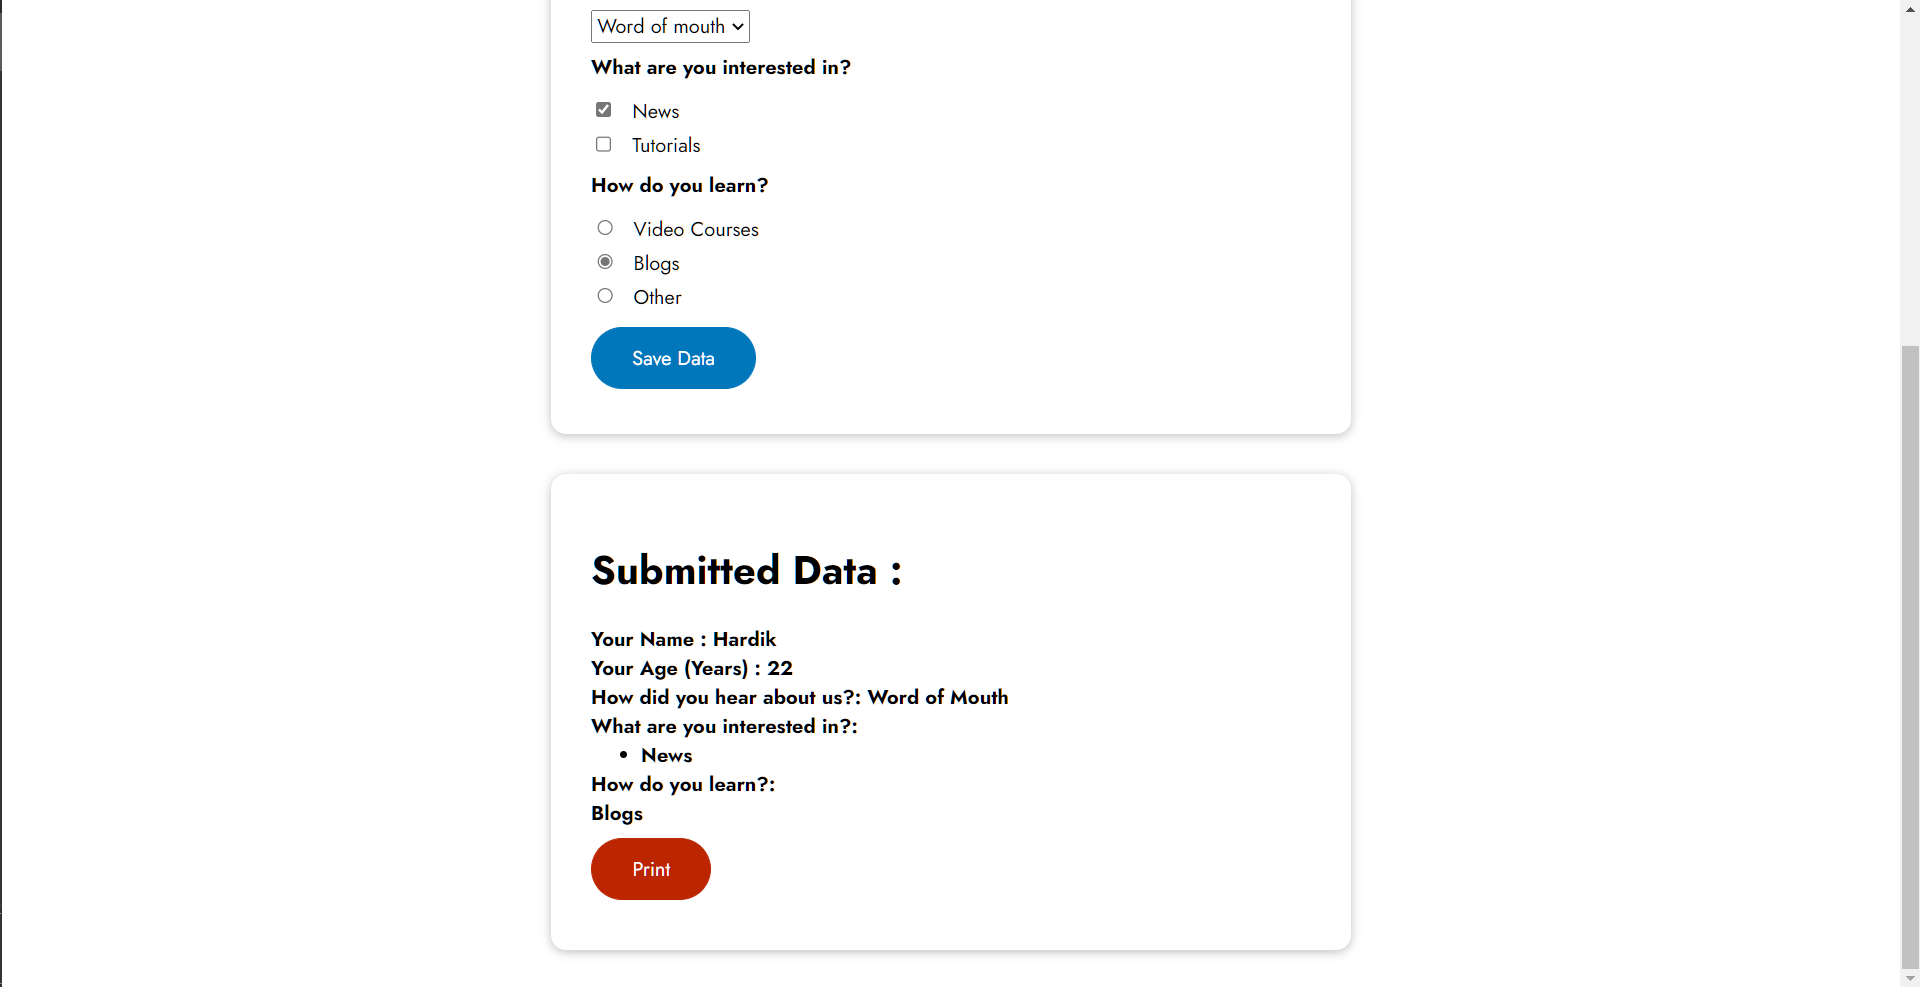 Word of mouth
What are you interested in?
News
Tutorials
How do you learn?
Video Courses
Blogs
Other
Save Data
Submitted Data :
Your Name : Hardik
Your Age (Years) : 22
How did you hear about us?: Word of Mouth
What are you interested in?:
• News
How do you learn?:
Blogs
Print